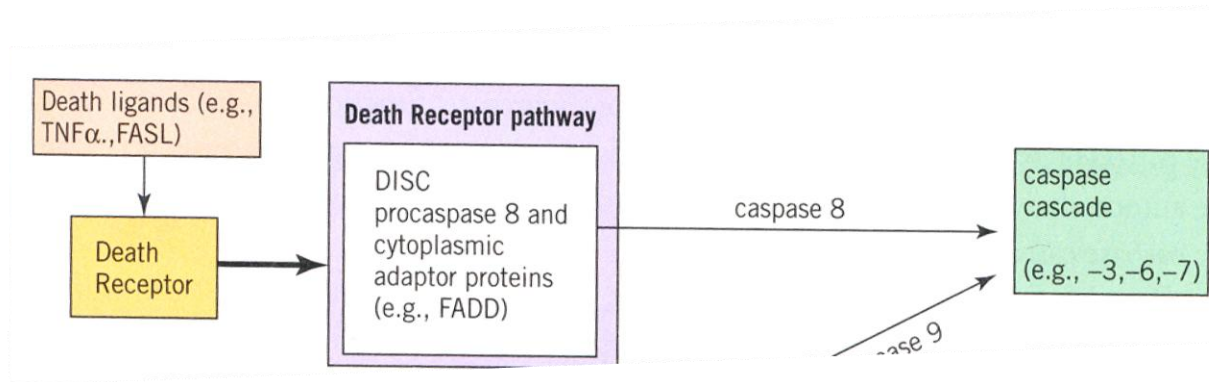 Death ligands (e.g.,
TNFα.,FASL)
Death
Receptor
Death Receptor pathway
DISC
procaspase 8 and
cytoplasmic
adaptor proteins
(e.g., FADD)
caspase 8
9
caspase
cascade
(e.g., –3,–6,–7)